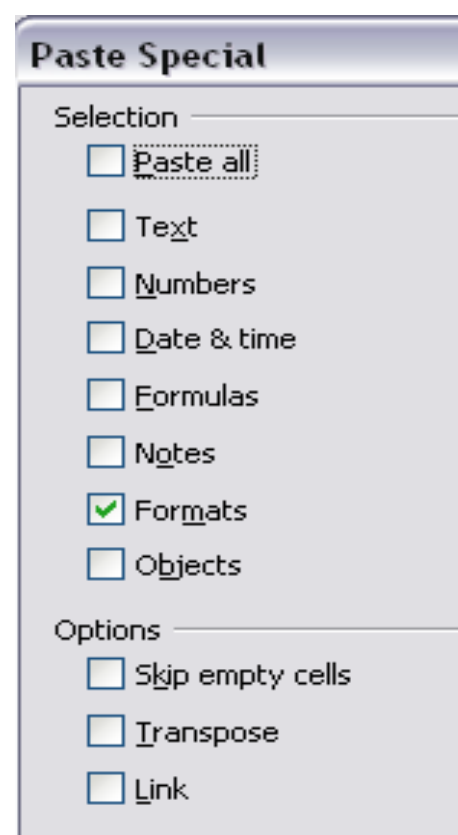 Paste Special
Selection
Paste all
Text
Numbers
Date & time
Formulas
Notes
Formats
Objects
Options
Skip empty cells
Transpose
Link